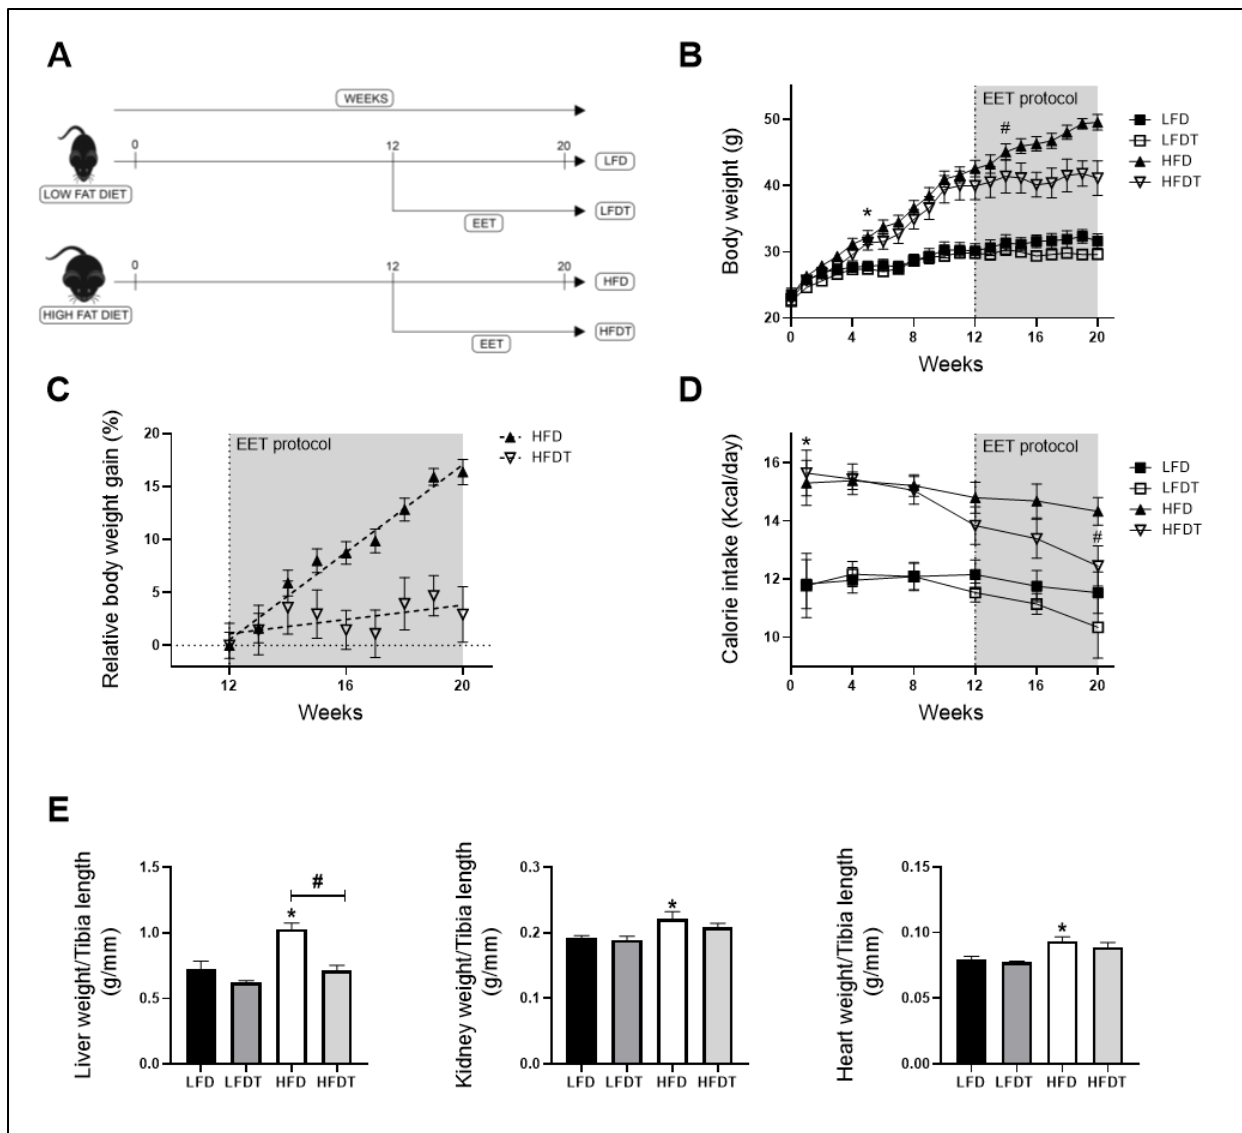 A
WEEKS
0
12
20
LFD
LOW FAT DIET
LFDT
EET
0
12
20
HFD
HIGH FAT DIET
HFDT
EET
B
EET protocol
Body weight (g)
50
40
30
20
0 4 8 12 16 20
Weeks
#
*
LFD
LFDT
HFD
HFDT
C
EET protocol
Relative body weight gain (%)
20
15
10
5
0
12 16 20
Weeks
HFD
HFDT
D
EET protocol
Calorie intake (Kcal/day)
16
14
12
10
0 4 8 12 16 20
Weeks
*
#
LFD
LFDT
HFD
HFDT
E
Liver weight/Tibia length
(g/mm)
1.5
1.0
0.5
0.0
#
*
LFD LFDT HFD HFDT
Kidney weight/Tibia length
(g/mm)
0.3
0.2
0.1
0.0
*
LFD LFDT HFD HFDT
Heart weight/Tibia length
(g/mm)
0.15
0.10
0.05
0.00
*
LFD LFDT HFD HFDT